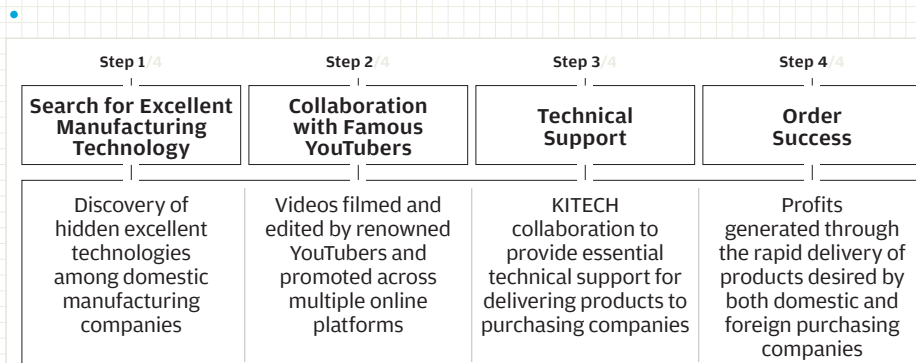 Step 1/4
Search for Excellent
Manufacturing
Technology
Discovery of
hidden excellent
technologies
among domestic
manufacturing
companies
Step 2/4
Collaboration
with Famous
YouTubers
Videos filmed and
edited by renowned
YouTubers and
promoted across
multiple online
platforms
Step 3/4
Technical
Support
KITECH
collaboration to
provide essential
technical support for
delivering products to
purchasing companies
Step 4/4
Order
Success
Profits
generated through
the rapid delivery of
products desired by
both domestic and
foreign purchasing
companies